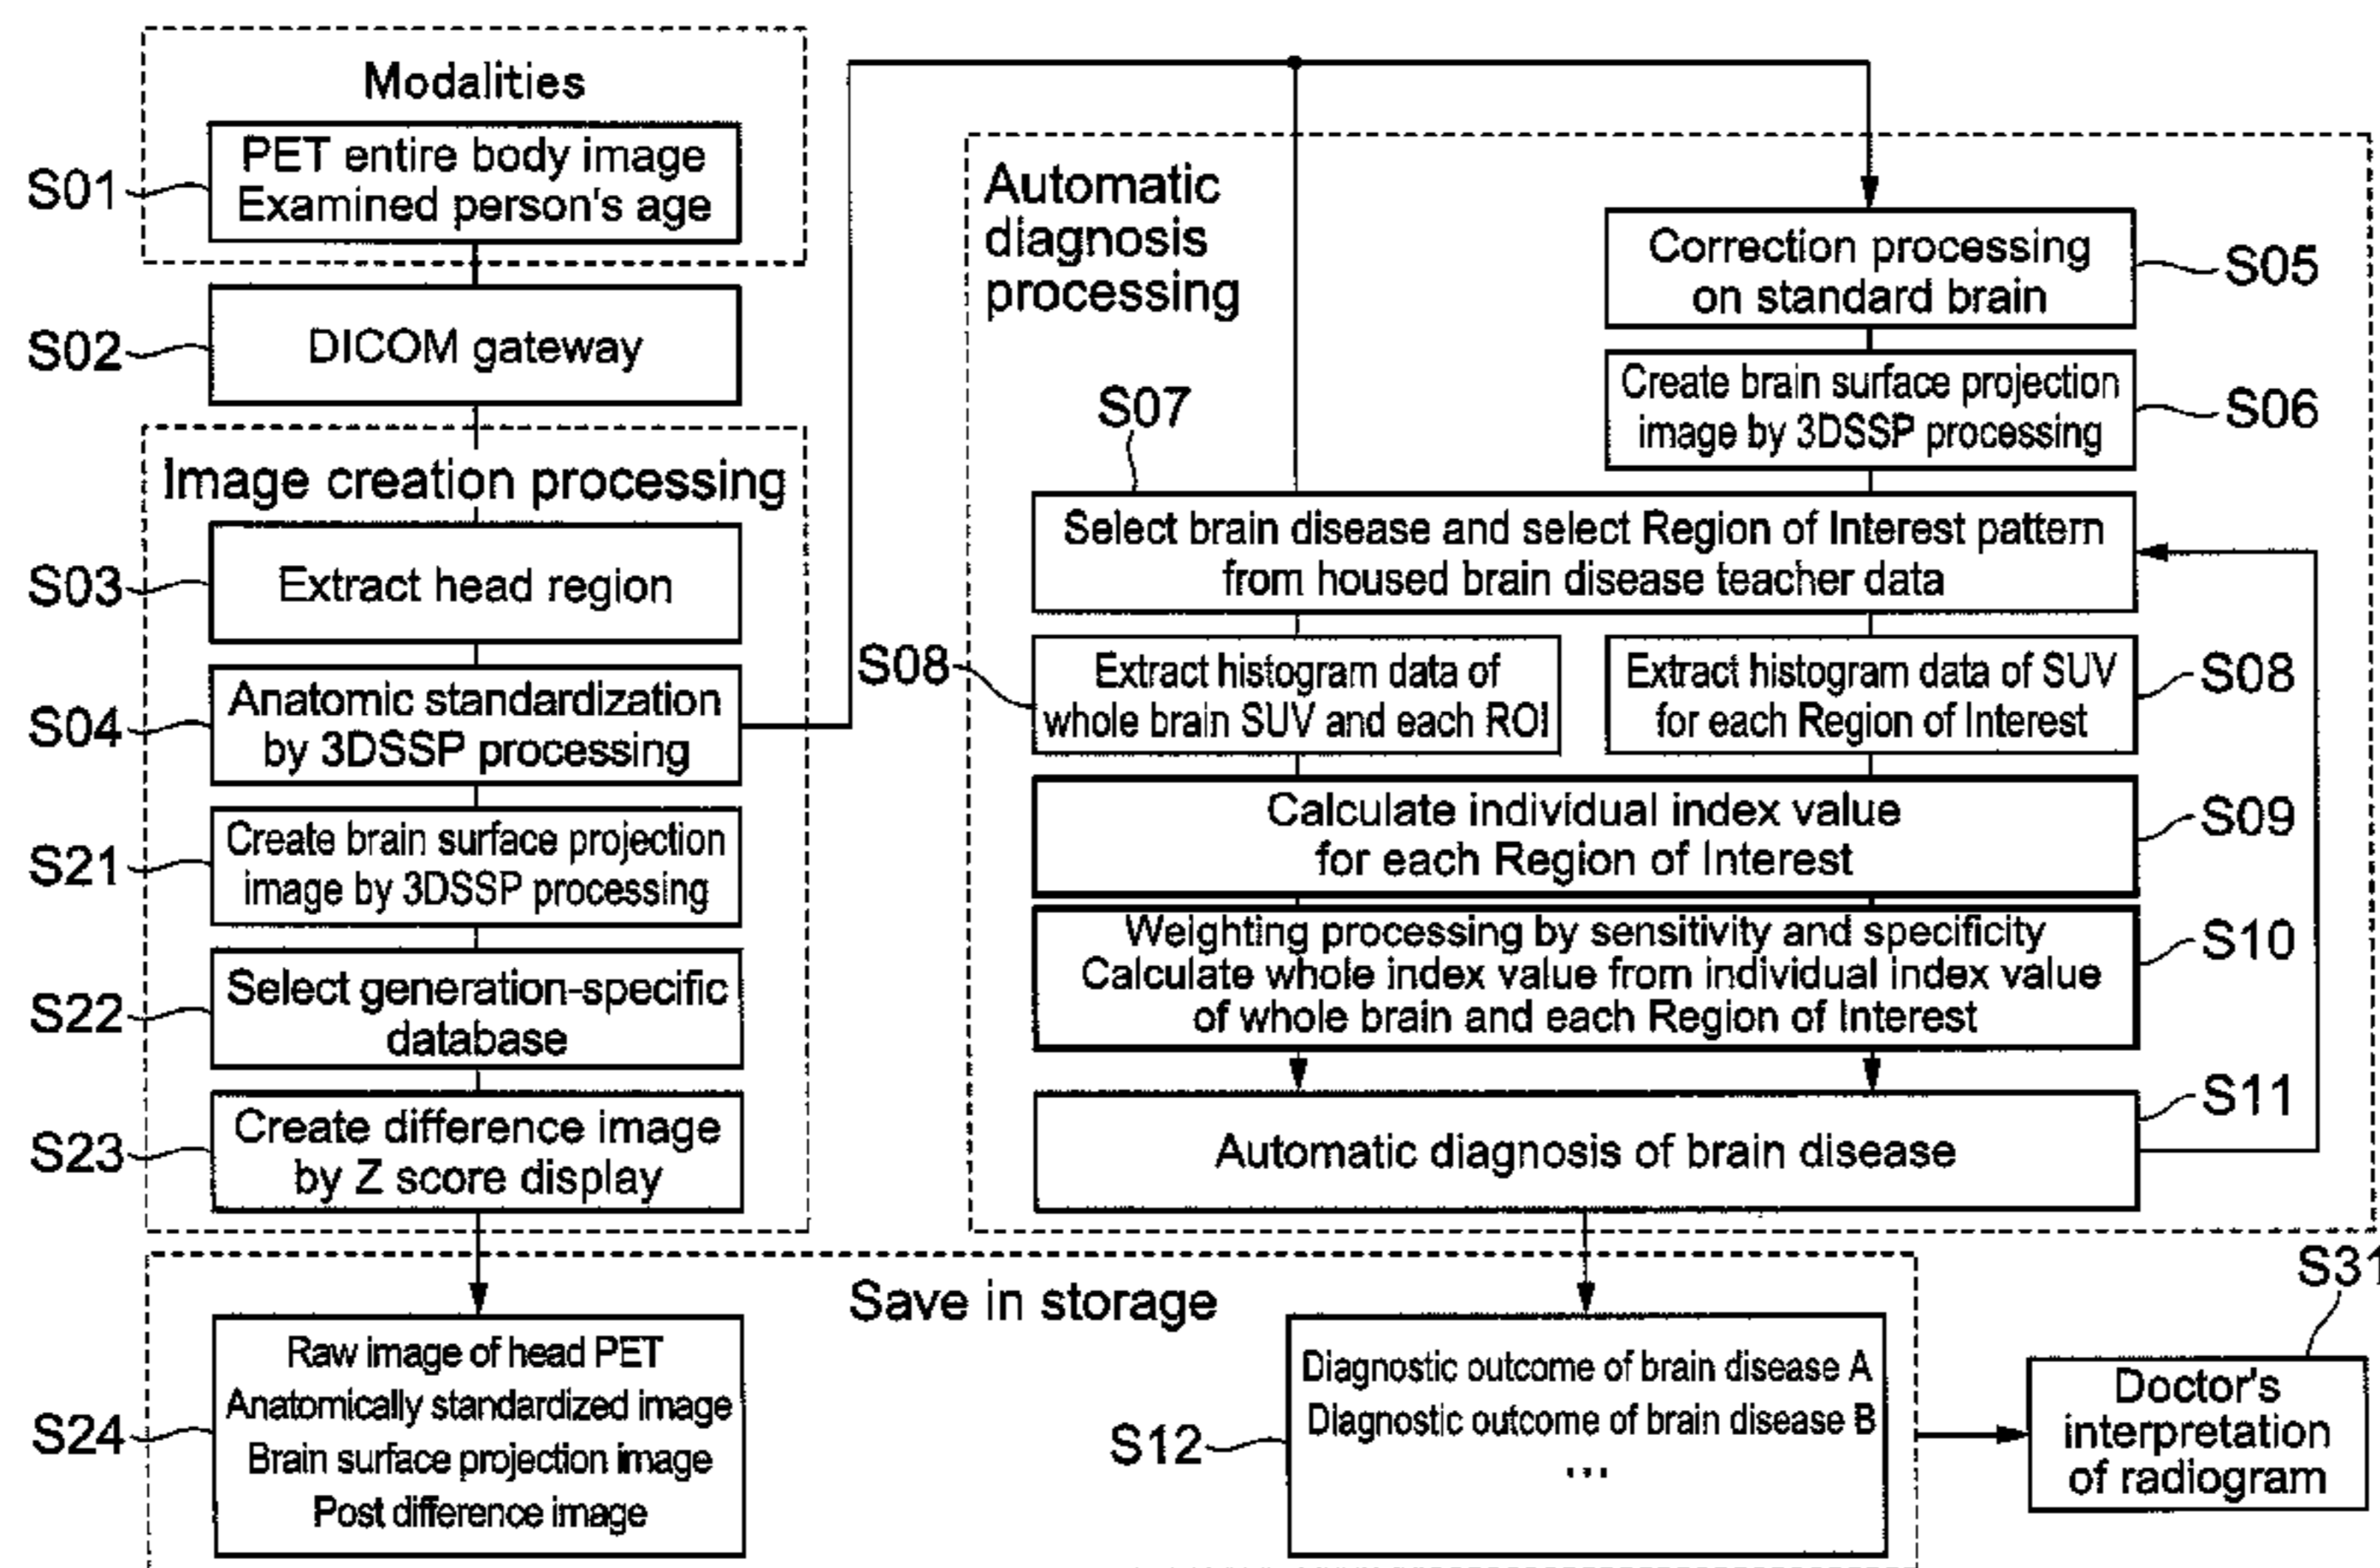 Modalities
PET entire body image
Examined person's age
S01
S02
DICOM gateway
Image creation processing
S03
Extract head region
S04
Anatomic standardization
by 3DSSP processing
S21
Create brain surface projection
image by 3DSSP processing
S22
Select generation-specific
database
S23
Create difference image
by Z score display
Automatic
diagnosis
processing
Correction processing
on standard brain
S05
Create brain surface projection
image by 3DSSP processing
S06
S07
Select brain disease and select Region of Interest pattern
from housed brain disease teacher data
S08
Extract histogram data of
whole brain SUV and each ROI
Extract histogram data of SUV
for each Region of Interest
S08
Calculate individual index value
for each Region of Interest
S09
Weighting processing by sensitivity and specificity
Calculate whole index value from individual index value
of whole brain and each Region of Interest
S10
Automatic diagnosis of brain disease
S11
Save in storage
S24
Raw image of head PET
Anatomically standardized image
Brain surface projection image
Post difference image
S12
Diagnostic outcome of brain disease A
Diagnostic outcome of brain disease B
...
S31
Doctor's
interpretation
of radiogram